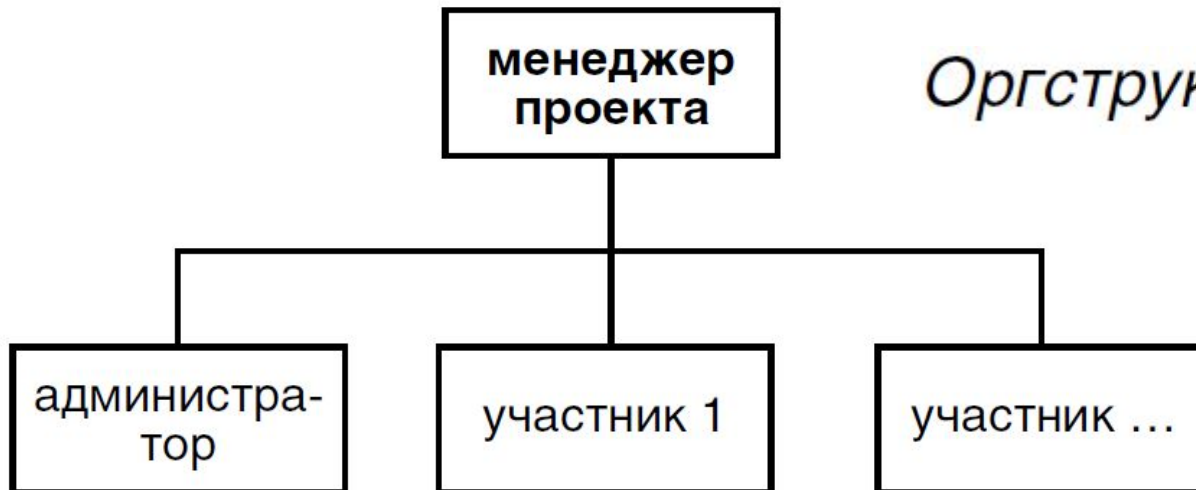 менеджер
проекта
Оргструк
администра-
тор
участник 1
участник ...